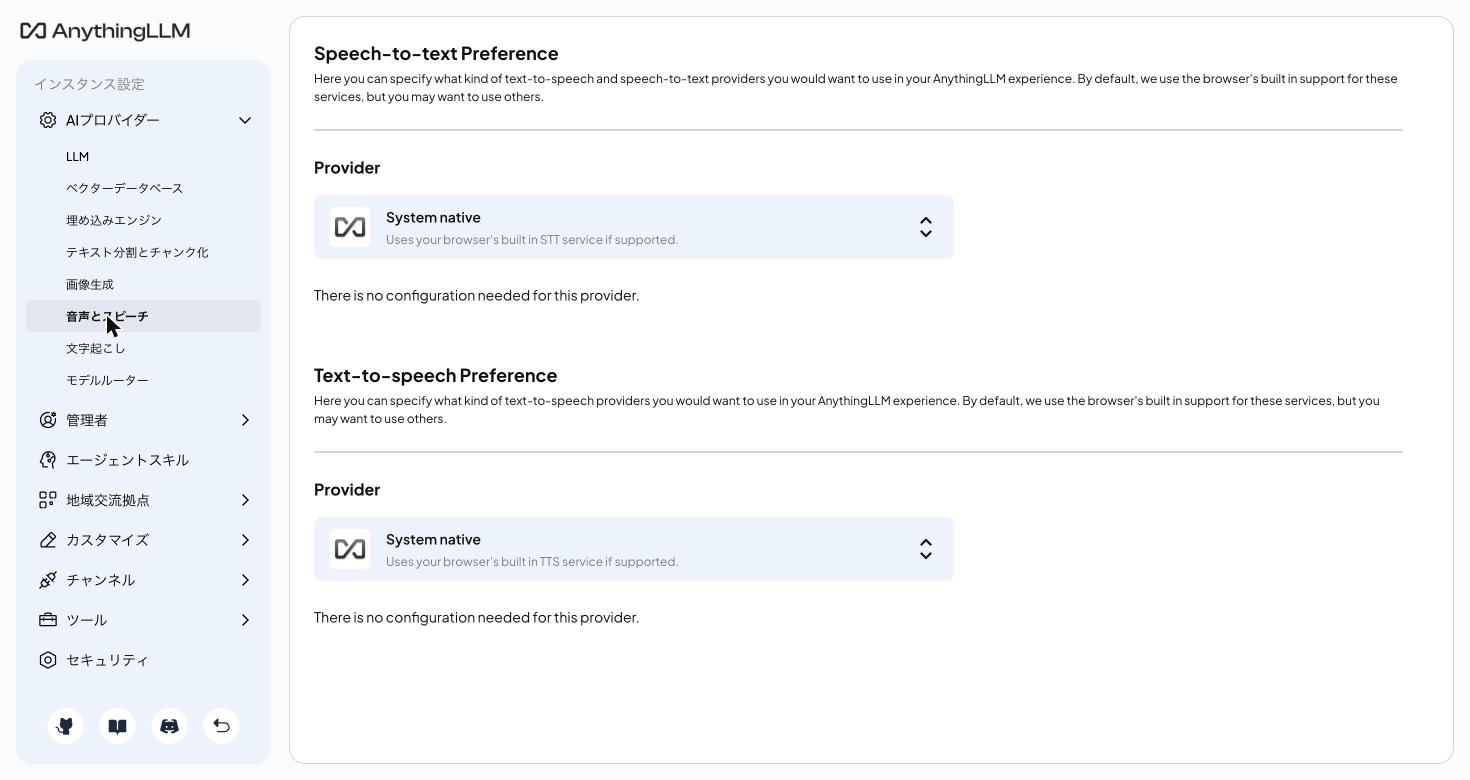 AnythingLLM
インスタンス設定
AIプロバイダー
LLM
ベクターデータベース
埋め込みエンジン
テキスト分割とチャンク化
画像生成
音声とスピーチ
文字起こし
モデルルーター
管理者
エージェントスキル
地域交流拠点
カスタマイズ
チャンネル
ツール
セキュリティ
Speech-to-text Preference
Here you can specify what kind of text-to-speech and speech-to-text providers you would want to use in your AnythingLLM experience. By default, we use the browser's built in support for these
services, but you may want to use others.
Provider
System native
Uses your browser's built in STT service if supported.
There is no configuration needed for this provider.
Text-to-speech Preference
Here you can specify what kind of text-to-speech providers you would want to use in your AnythingLLM experience. By default, we use the browser's built in support for these services, but you
may want to use others.
Provider
System native
Uses your browser's built in TTS service if supported.
There is no configuration needed for this provider.